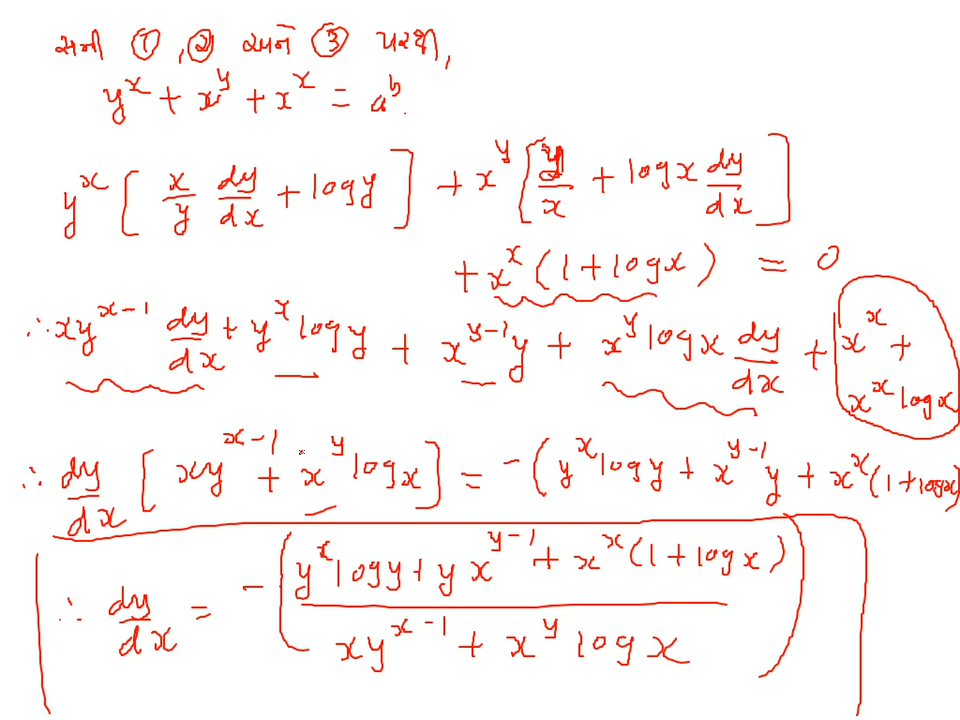 સમી ①, ② અને ③ પરથી,
y^x + x^y + x^x = a^b.
y^x [ x/y dy/dx + log y ] + x^y [ y/x + log x dy/dx ]
+ x^x (1 + log x) = 0
∴ xy^(x-1) dy/dx + y^x log y + x^(y-1) y + x^y log x dy/dx + x^x + x^x log x
∴ dy/dx [ xy^(x-1) + x^y log x ] = -( y^x log y + x^(y-1) y + x^x (1 + log x)
∴ dy/dx = -( (y^x log y + y x^(y-1) + x^x (1 + log x)) / (xy^(x-1) + x^y log x) )